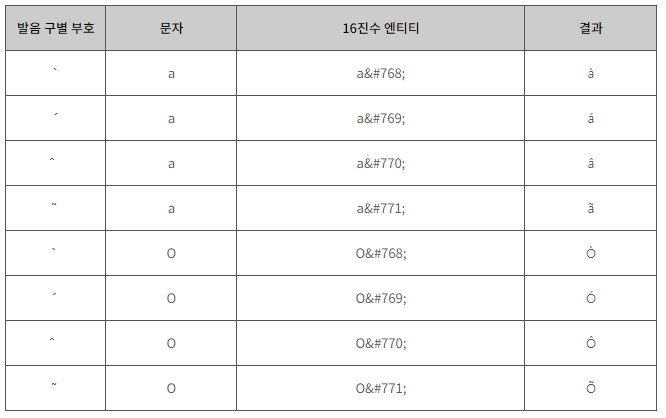 발음 구별 부호 문자 16진수 엔티티 결과
̀ a a&#768; à
́ a a&#769; á
̂ a a&#770; â
̃ a a&#771; ã
̀ O O&#768; Ò
́ O O&#769; Ó
̂ O O&#770; Ô
̃ O O&#771; Õ